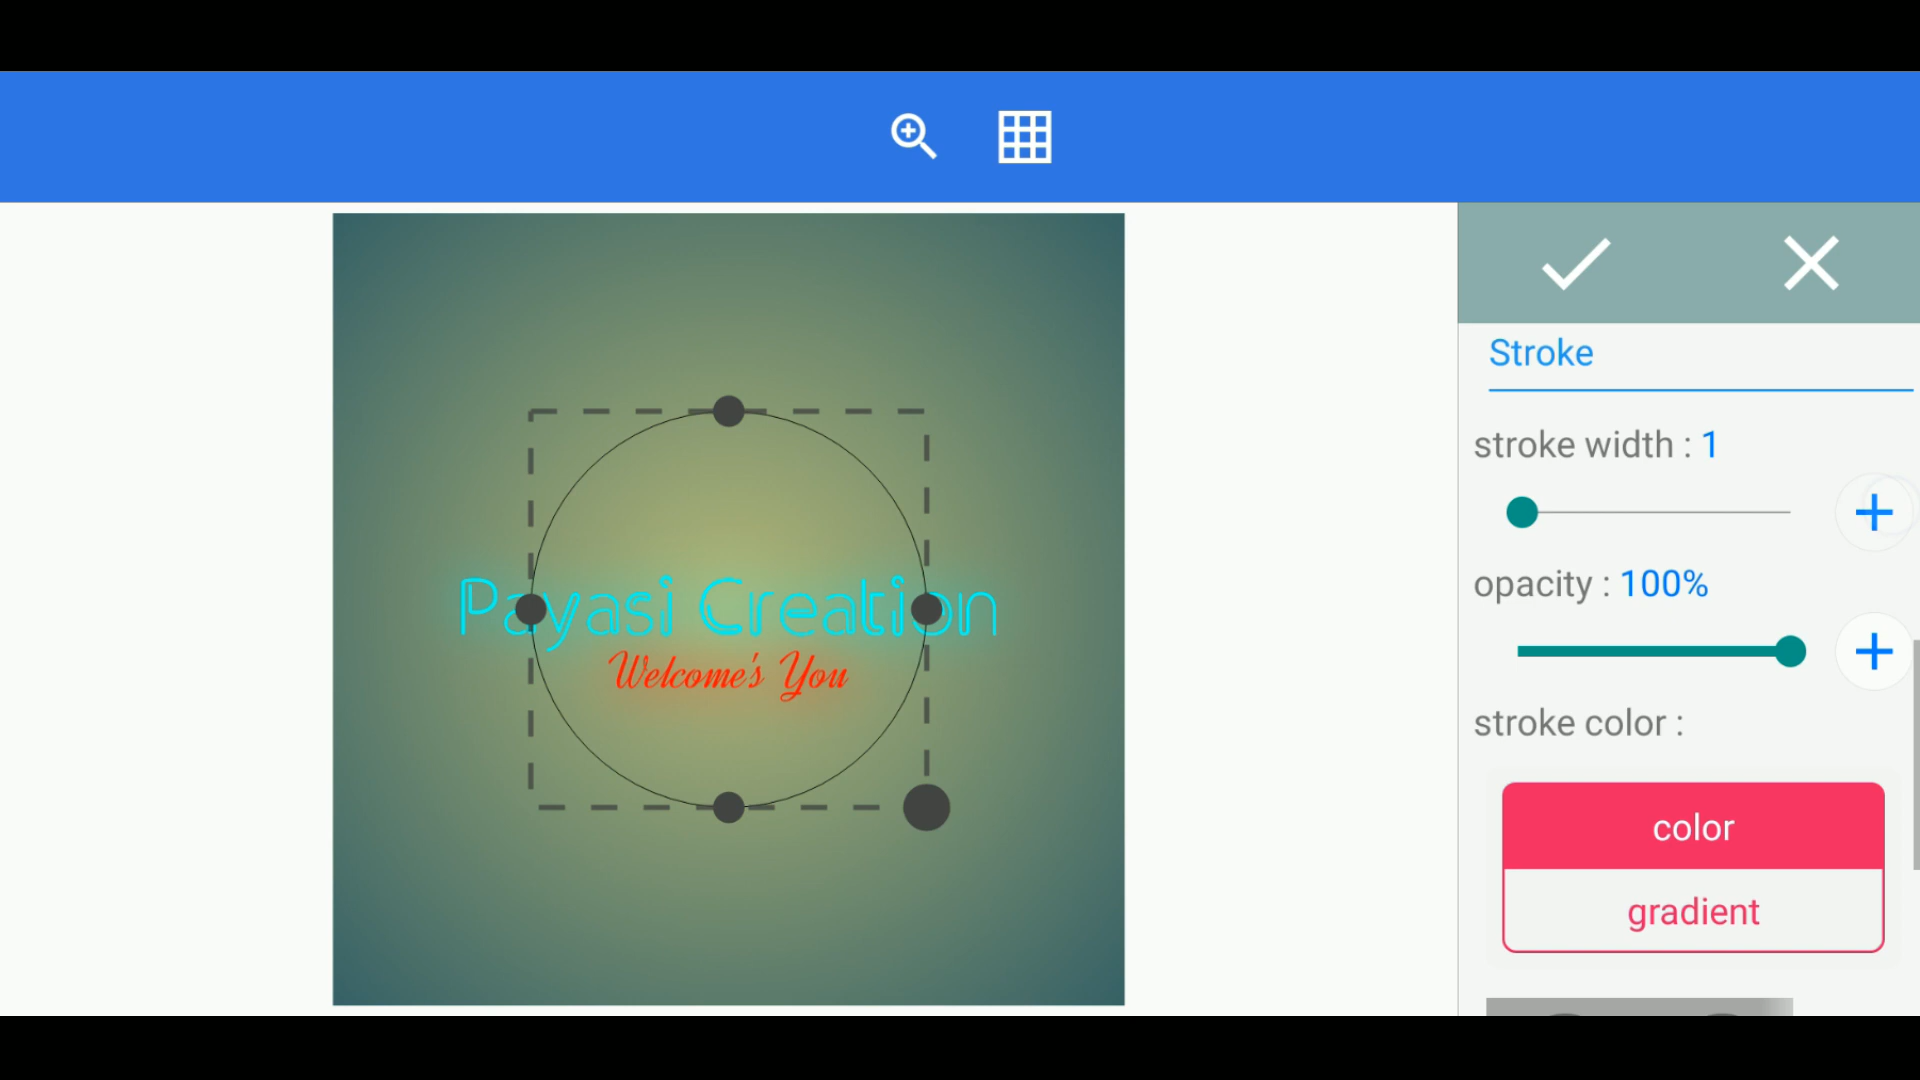 Stroke
stroke width : 1
opacity : 100%
stroke color :
color
gradient
Payasi Creation
Welcome's You